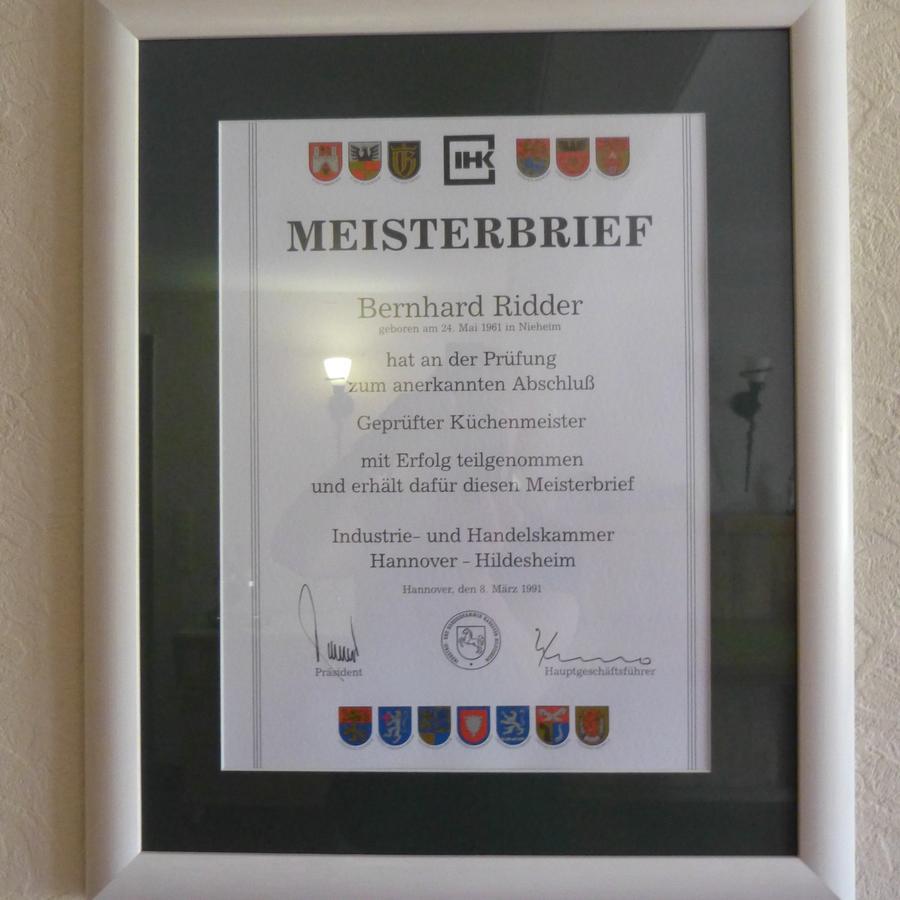 IHK
MEISTERBRIEF
Bernhard Ridder
geboren am 24. Mai 1961 in Nieheim
hat an der Prüfung
zum anerkannten Abschluß
Geprüfter Küchenmeister
mit Erfolg teilgenommen
und erhält dafür diesen Meisterbrief
Industrie- und Handelskammer
Hannover - Hildesheim
Hannover, den 8. März 1991
Präsident
Hauptgeschäftsführer